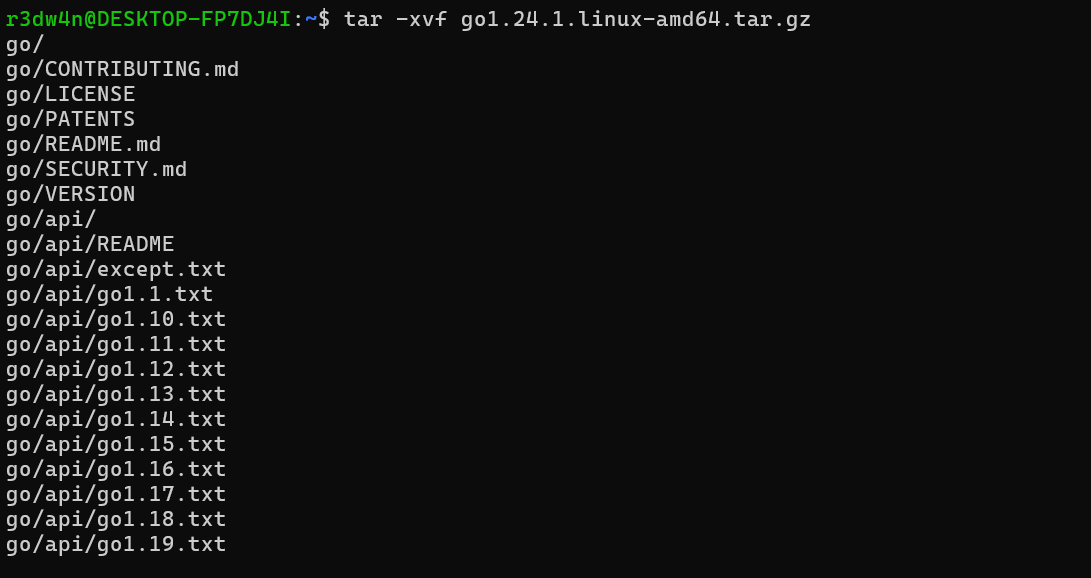 r3dw4n@DESKTOP-FP7DJ4I:~$ tar -xvf go1.24.1.linux-amd64.tar.gz
go/
go/CONTRIBUTING.md
go/LICENSE
go/PATENTS
go/README.md
go/SECURITY.md
go/VERSION
go/api/
go/api/README
go/api/except.txt
go/api/go1.1.txt
go/api/go1.10.txt
go/api/go1.11.txt
go/api/go1.12.txt
go/api/go1.13.txt
go/api/go1.14.txt
go/api/go1.15.txt
go/api/go1.16.txt
go/api/go1.17.txt
go/api/go1.18.txt
go/api/go1.19.txt